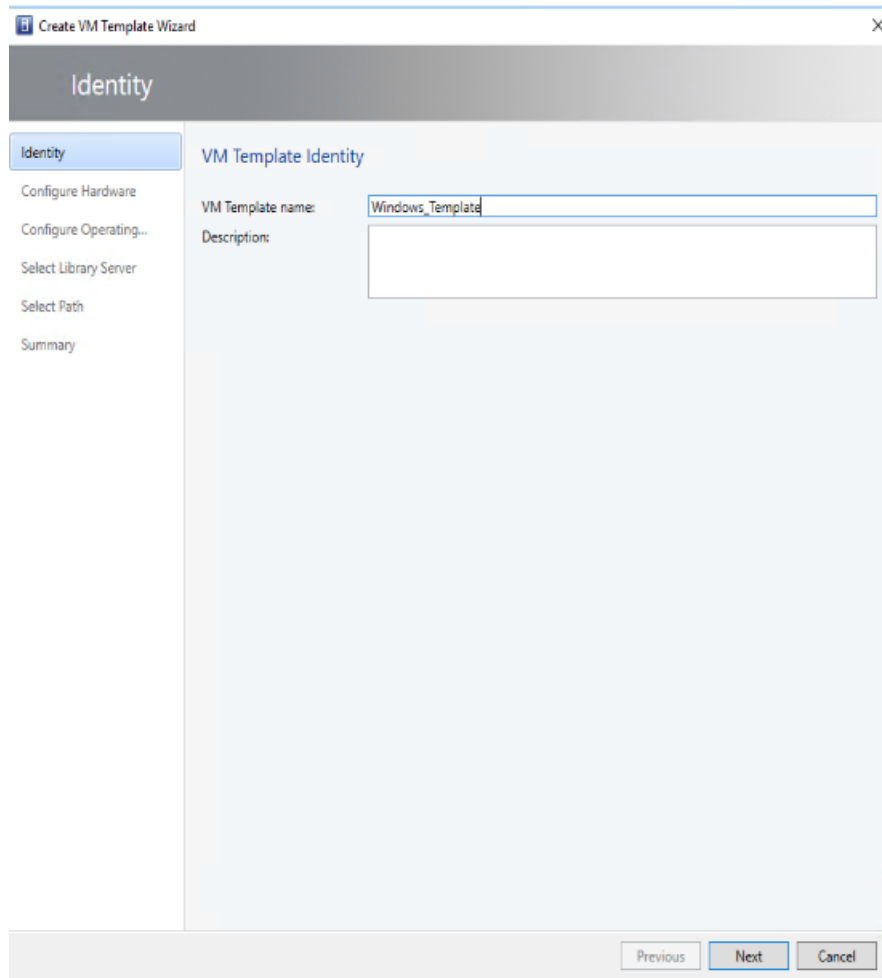 Create VM Template Wizard
Identity
Identity
Configure Hardware
Configure Operating...
Select Library Server
Select Path
Summary
VM Template Identity
VM Template name: Windows_Template
Description:
Previous Next Cancel